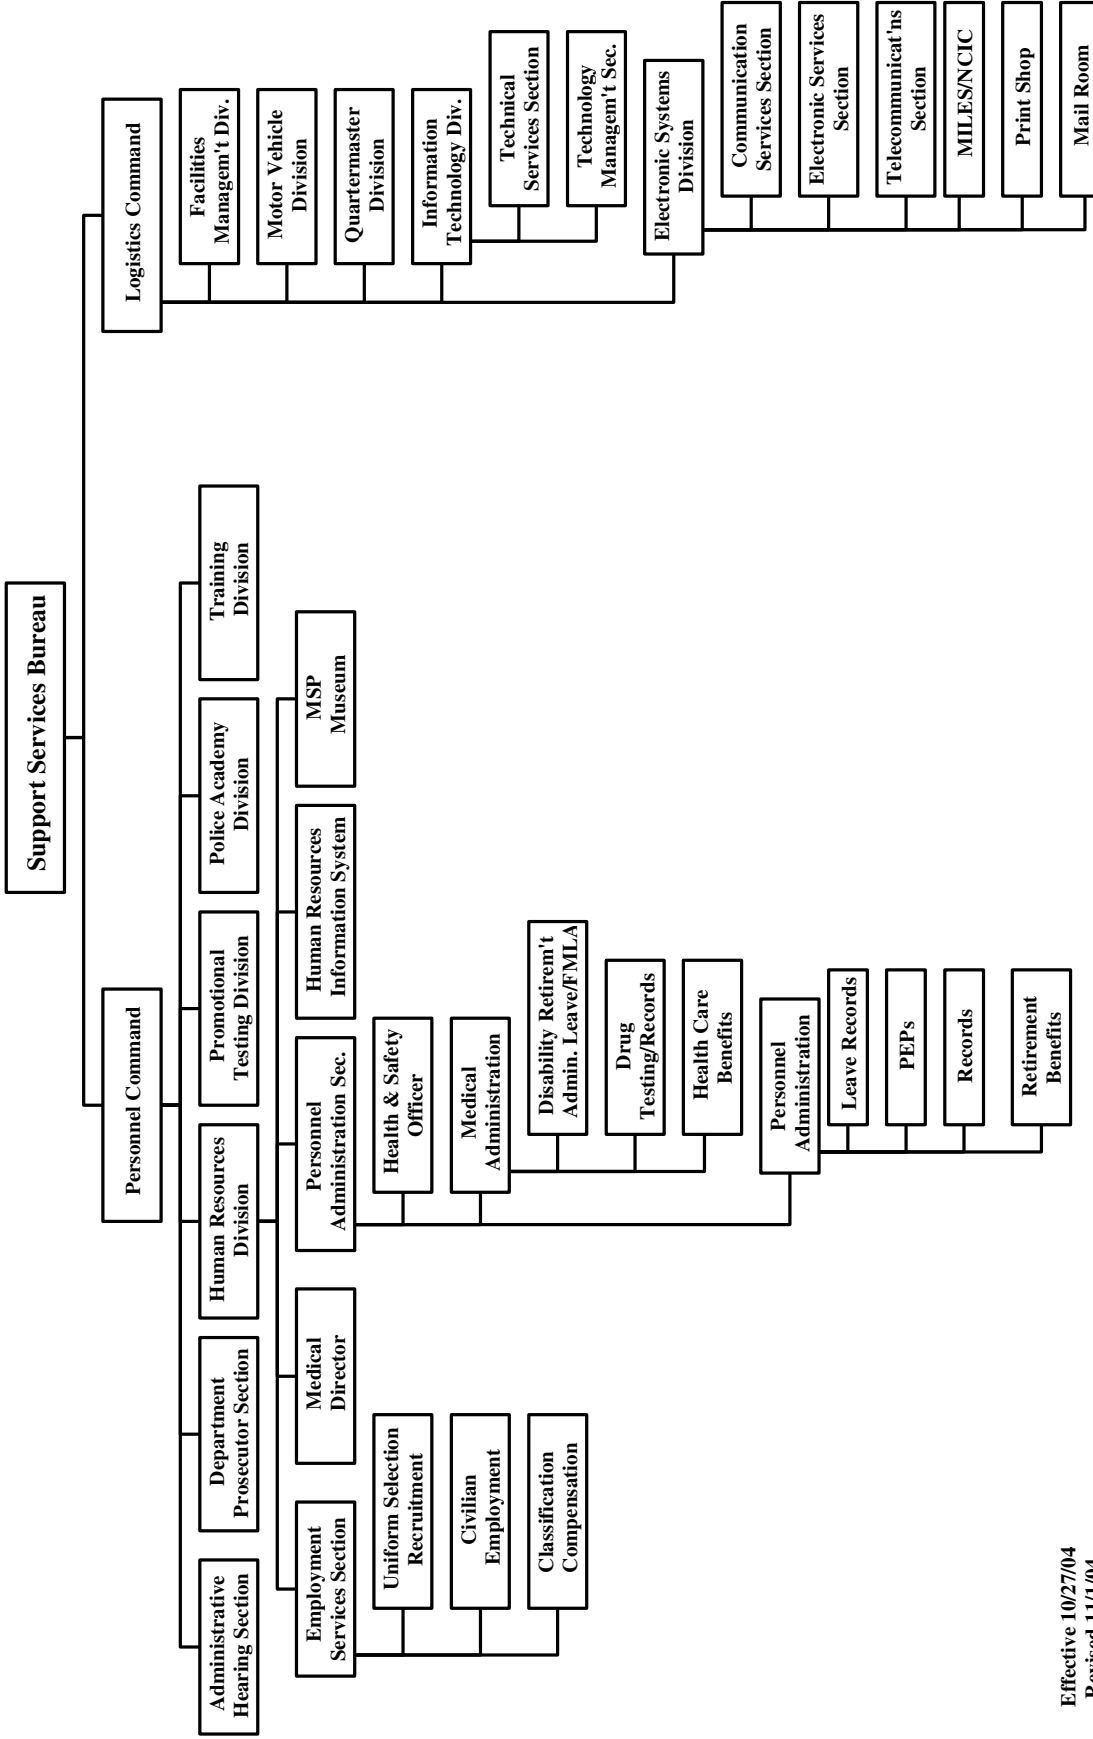 Support Services Bureau
Personnel Command
Logistics Command
Administrative
Hearing Section
Department
Prosecutor Section
Human Resources
Division
Promotional
Testing Division
Police Academy
Division
Training
Division
Employment
Services Section
Medical
Director
Personnel
Administration Sec.
Human Resources
Information System
MSP
Museum
Uniform Selection
Recruitment
Civilian
Employment
Classification
Compensation
Health & Safety
Officer
Medical
Administration
Disability Retirem't
Admin. Leave/FMLA
Drug
Testing/Records
Health Care
Benefits
Personnel
Administration
Leave Records
PEPs
Records
Retirement
Benefits
Facilities
Managem't Div.
Motor Vehicle
Division
Quartermaster
Division
Information
Technology Div.
Technical
Services Section
Technology
Managem't Sec.
Electronic Systems
Division
Communication
Services Section
Electronic Services
Section
Telecommunicat'ns
Section
MILES/NCIC
Print Shop
Mail Room
Effective 10/27/04
Revised 11/1/04